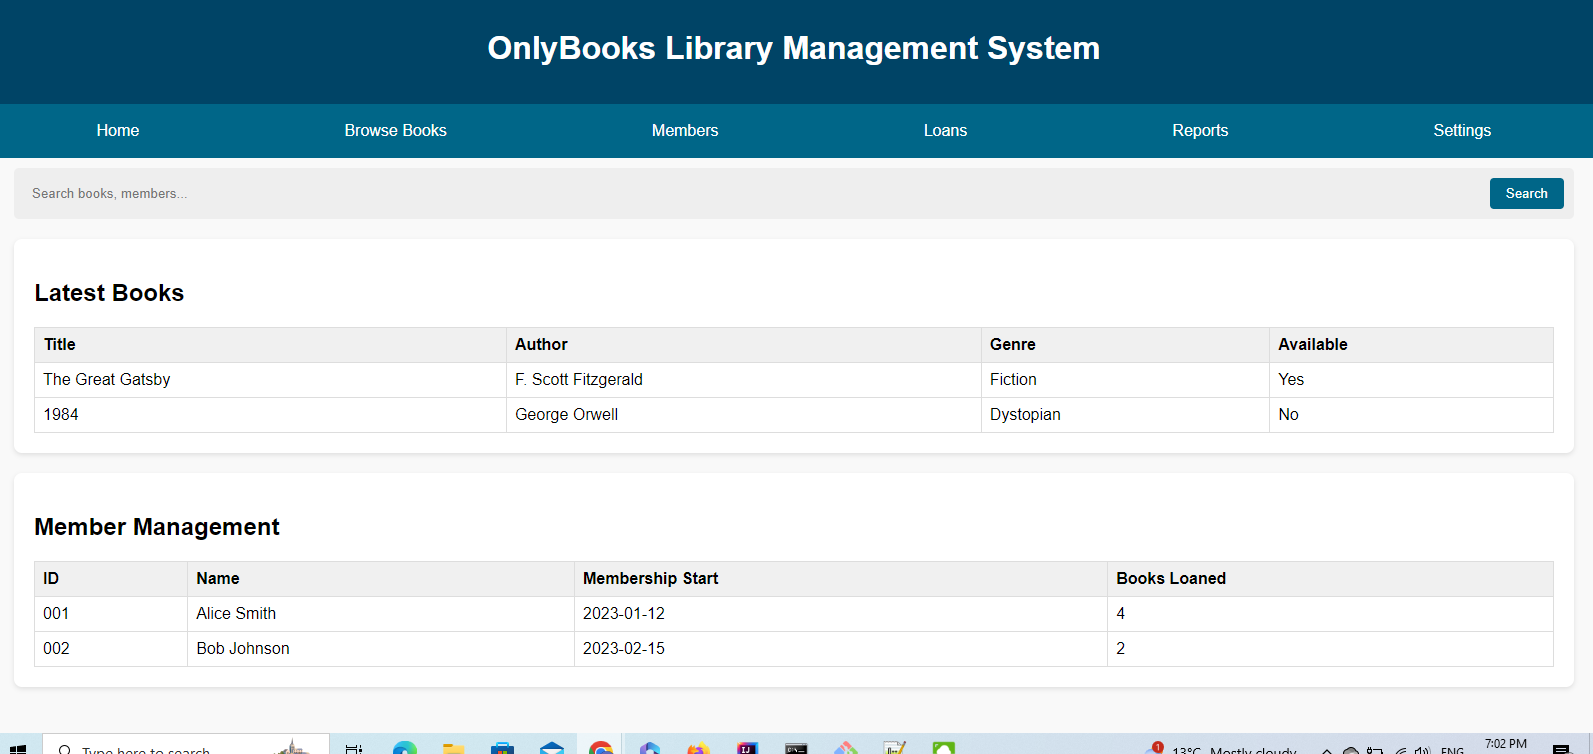 OnlyBooks Library Management System
Home Browse Books Members Loans Reports Settings
Search books, members... Search
Latest Books
Title Author Genre Available
The Great Gatsby F. Scott Fitzgerald Fiction Yes
1984 George Orwell Dystopian No
Member Management
ID Name Membership Start Books Loaned
001 Alice Smith 2023-01-12 4
002 Bob Johnson 2023-02-15 2
Type here to search 1 13°C Mostly cloudy ENG 7:02 PM